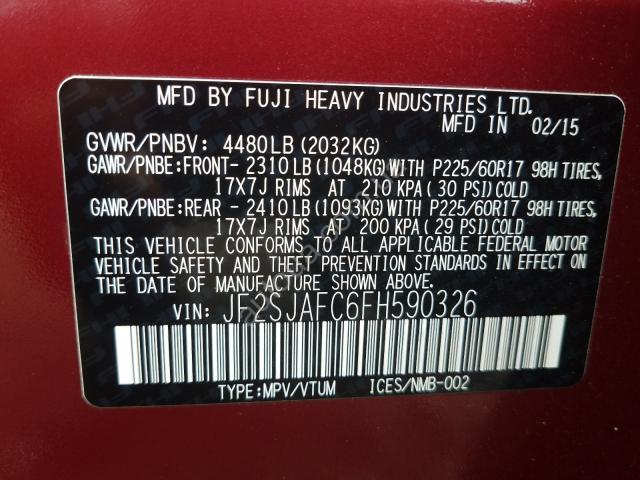 MFD BY FUJI HEAVY INDUSTRIES LTD.
MFD IN 02/15
GVWR/PNBV: 4480LB (2032KG)
GAWR/PNBE:FRONT- 2310LB (1048KG) WITH P225/60R17 98H TIRES,
17X7J RIMS AT 210 KPA( 30 PSI) COLD
GAWR/PNBE:REAR - 2410LB (1093KG) WITH P225/60R17 98H TIRES,
17X7J RIMS AT 200 KPA( 29 PSI) COLD
THIS VEHICLE CONFORMS TO ALL APPLICABLE FEDERAL MOTOR
VEHICLE SAFETY AND THEFT PREVENTION STANDARDS IN EFFECT ON
THE DATE OF MANUFACTURE SHOWN ABOVE.
VIN: JF2SJAFC6FH590326
TYPE:MPV/VTUM ICES/NMB-002